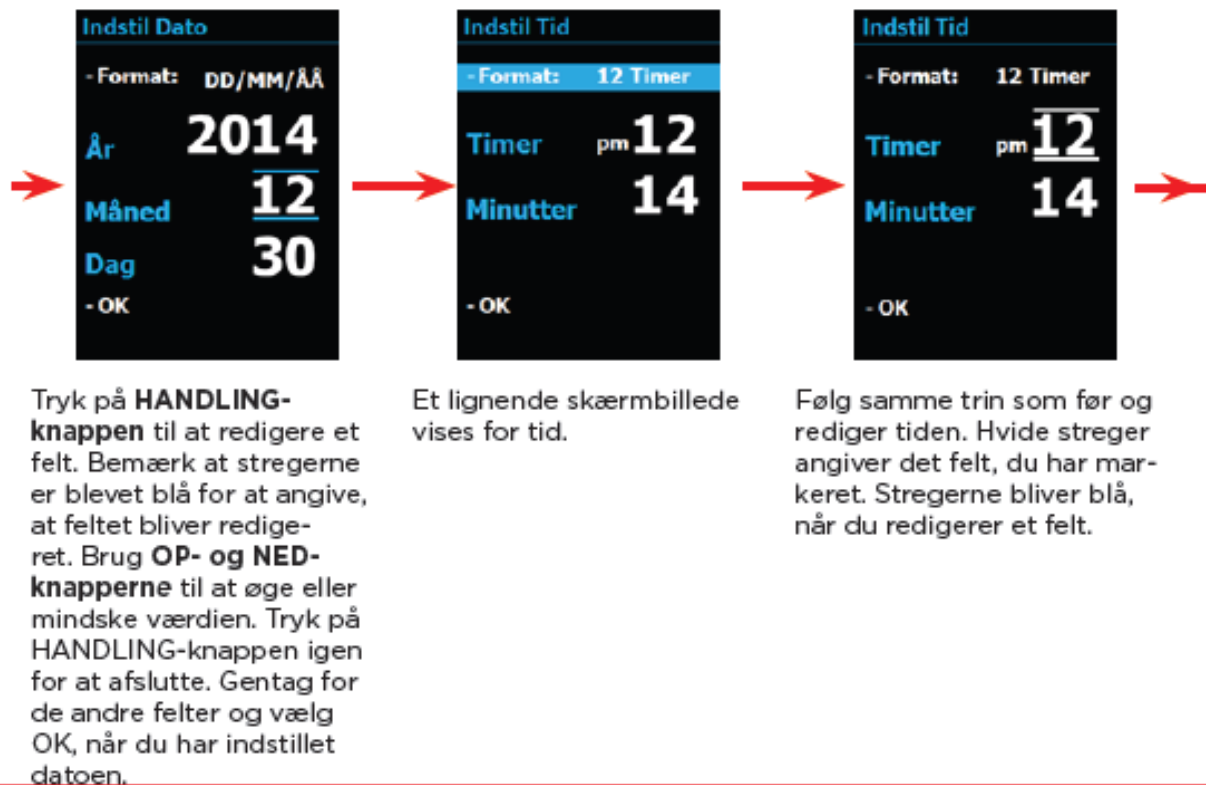 Indstil Dato
- Format: DD/MM/ÅÅ
År 2014
Måned 12
Dag 30
- OK
Tryk på HANDLING-
knappen til at redigere et
felt. Bemærk at stregerne
er blevet blå for at angive,
at feltet bliver redige-
ret. Brug OP- og NED-
knapperne til at øge eller
mindske værdien. Tryk på
HANDLING-knappen igen
for at afslutte. Gentag for
de andre felter og vælg
OK, når du har indstillet
datoen.
Indstil Tid
- Format: 12 Timer
Timer pm 12
Minutter 14
- OK
Et lignende skærmbillede
vises for tid.
Indstil Tid
- Format: 12 Timer
Timer pm 12
Minutter 14
- OK
Følg samme trin som før og
rediger tiden. Hvide streger
angiver det felt, du har mar-
keret. Stregerne bliver blå,
når du redigerer et felt.